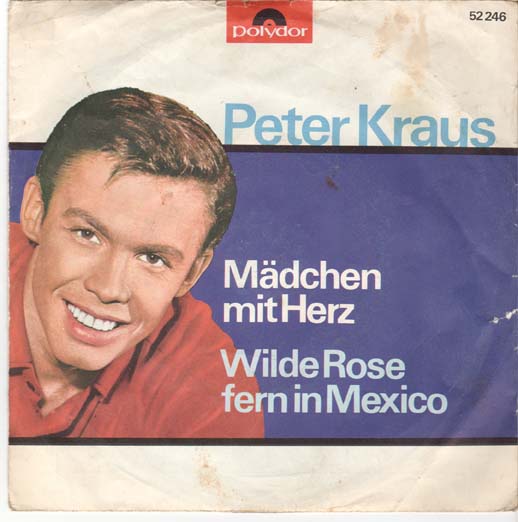 polydor
52 246
Peter Kraus
Mädchen
mit Herz
Wilde Rose
fern in Mexico